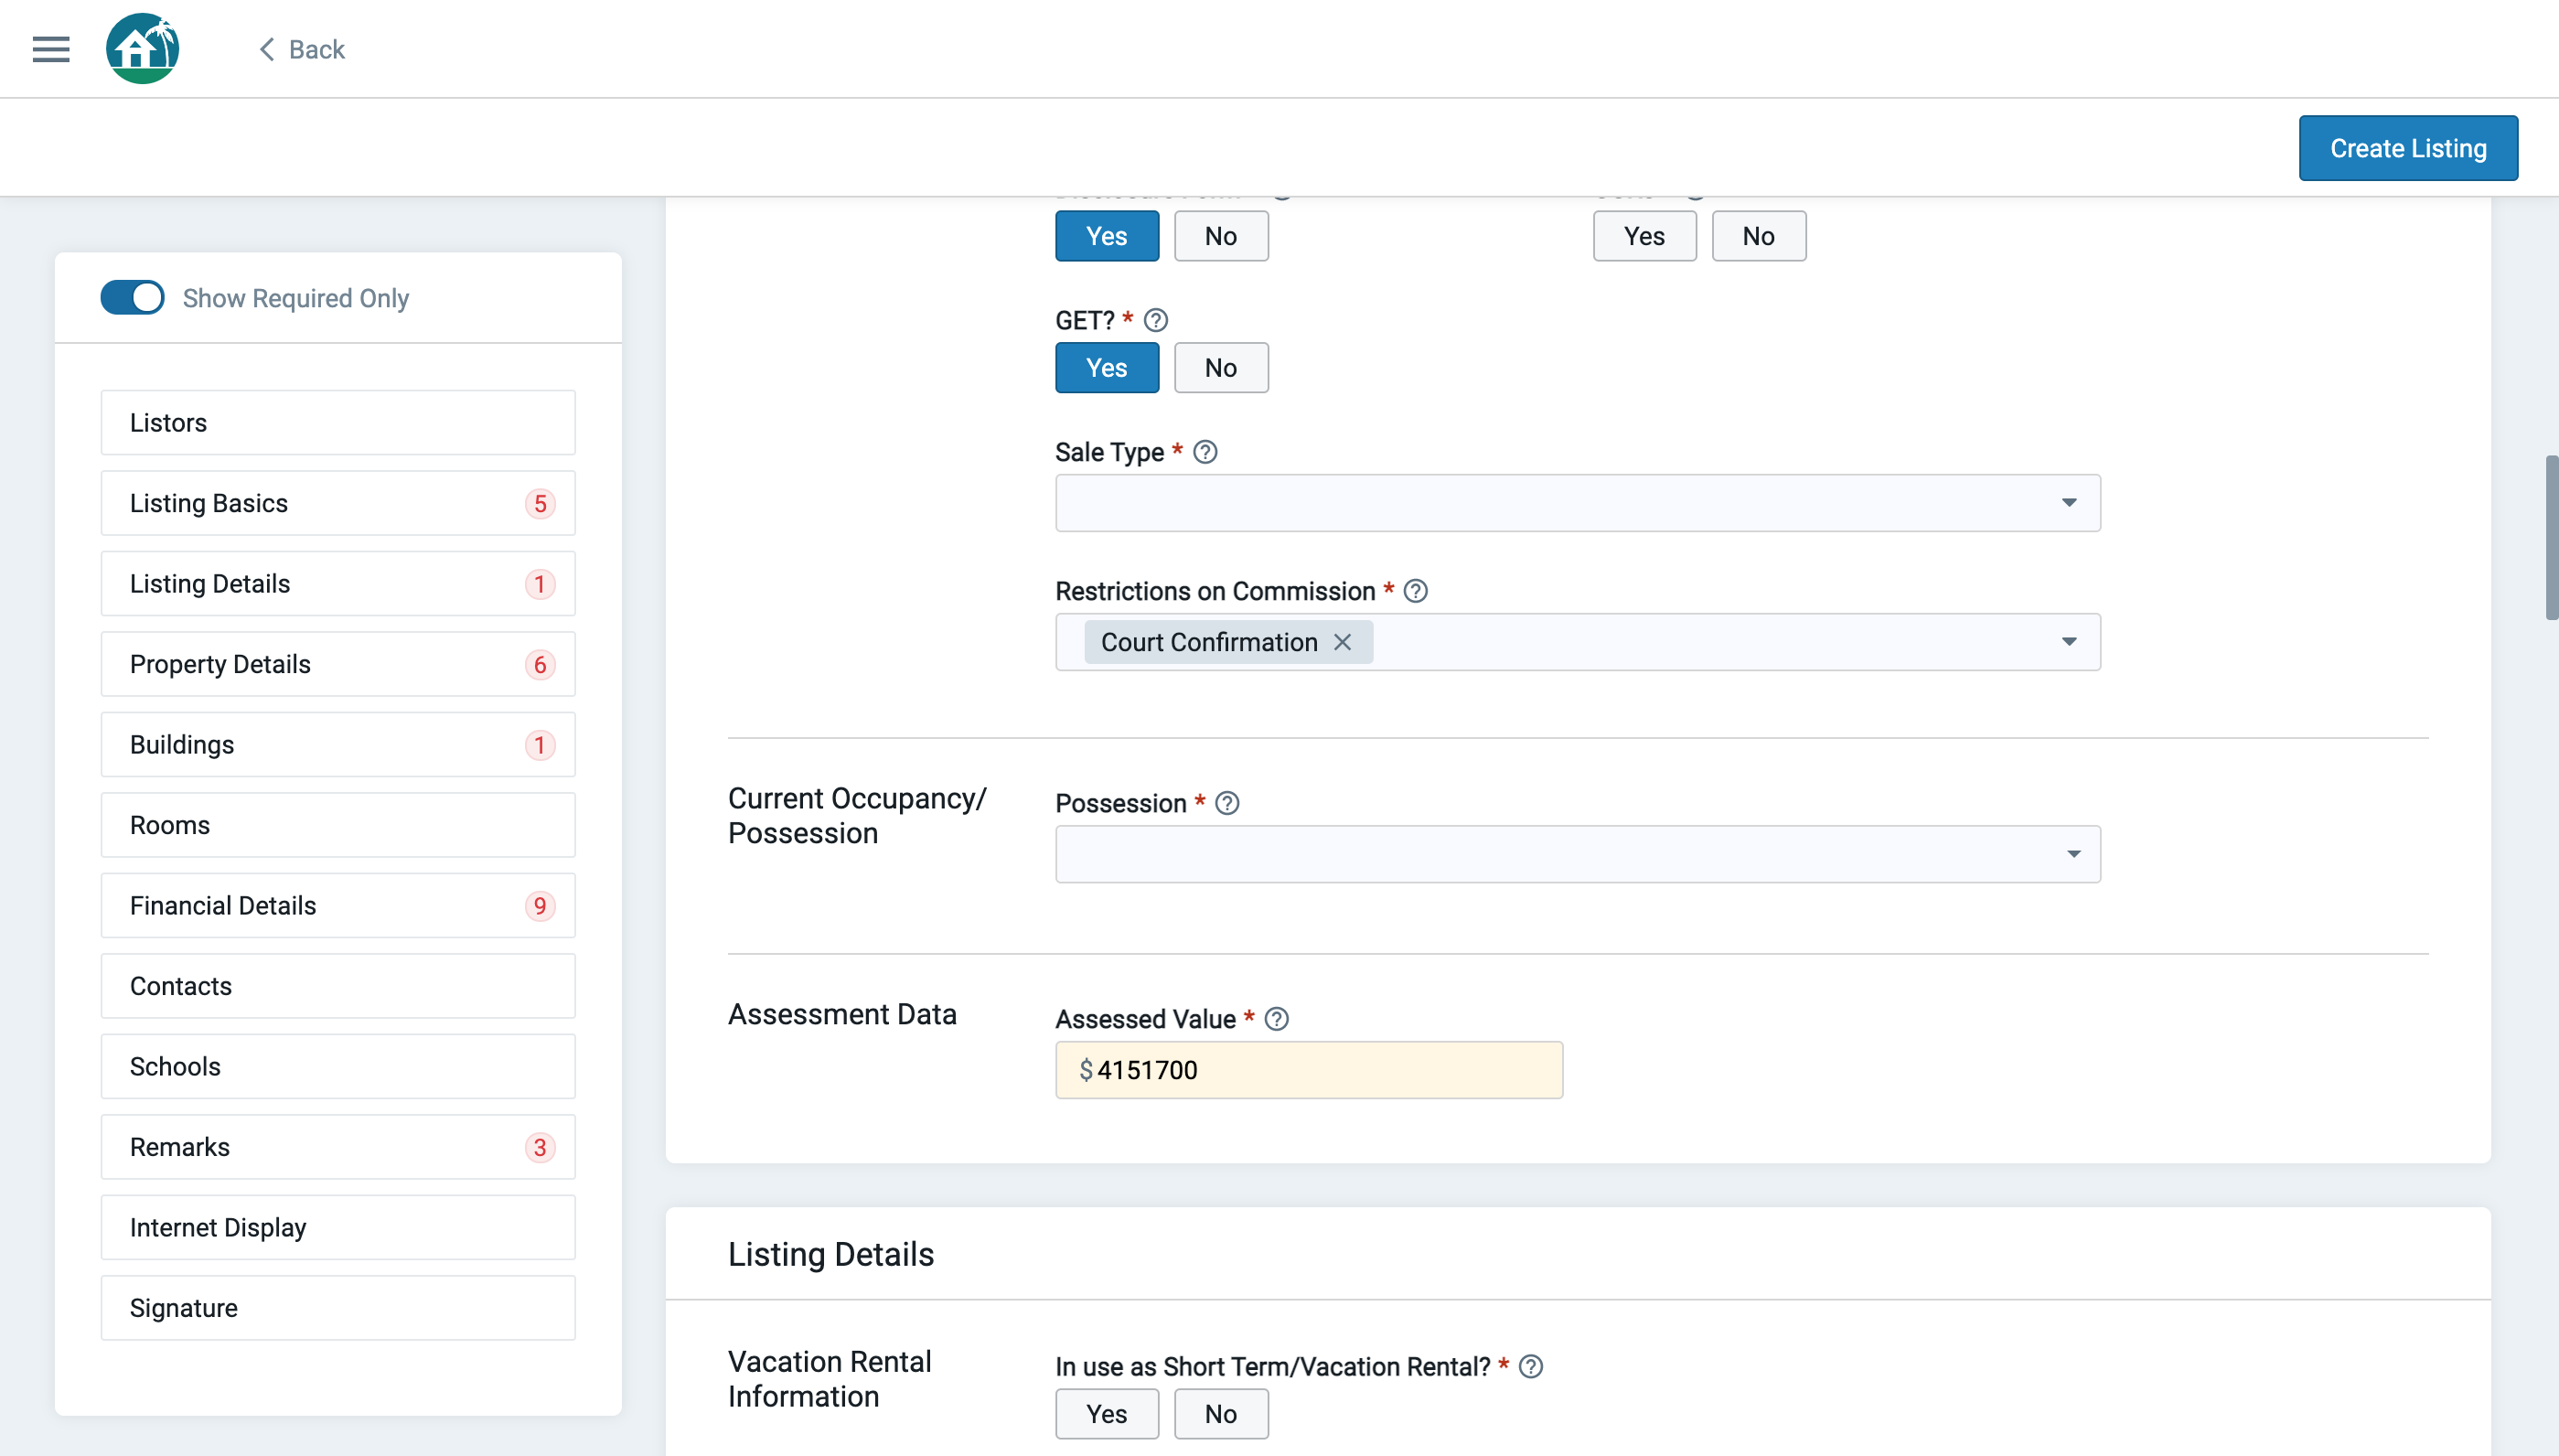 Back
Create Listing
Show Required Only
Listors
Listing Basics 5
Listing Details 1
Property Details 6
Buildings 1
Rooms
Financial Details 9
Contacts
Schools
Remarks 3
Internet Display
Signature
Yes No Yes No
GET? *
Yes No
Sale Type *
Restrictions on Commission *
Court Confirmation
Current Occupancy/
Possession
Possession *
Assessment Data
Assessed Value *
$ 4151700
Listing Details
Vacation Rental
Information
In use as Short Term/Vacation Rental? *
Yes No